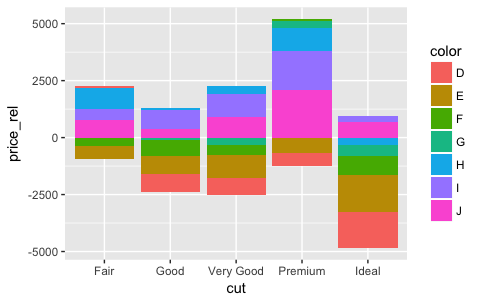 5000
2500
0
-2500
-5000
price_rel
Fair
Good
Very Good
Premium
Ideal
cut
color
D
E
F
G
H
I
J